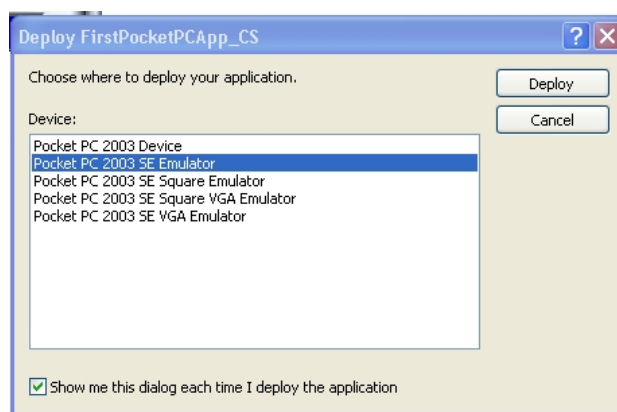 Deploy FirstPocketPCApp_CS
Choose where to deploy your application.
Deploy
Cancel
Device:
Pocket PC 2003 Device
Pocket PC 2003 SE Emulator
Pocket PC 2003 SE Square Emulator
Pocket PC 2003 SE Square VGA Emulator
Pocket PC 2003 SE VGA Emulator
Show me this dialog each time I deploy the application